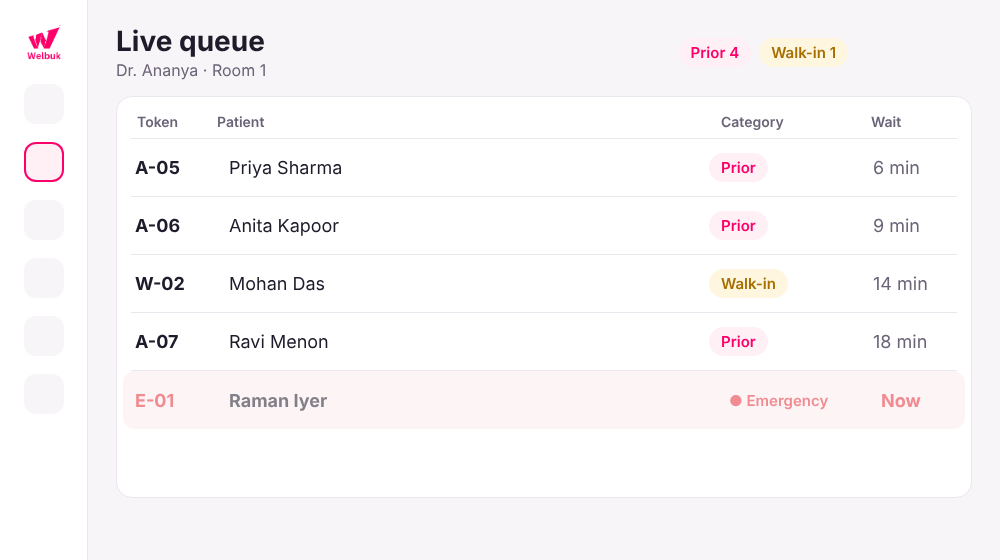 Welbuk
Live queue
Dr. Ananya · Room 1
Prior 4
Walk-in 1
Token Patient Category Wait
A-05 Priya Sharma Prior 6 min
A-06 Anita Kapoor Prior 9 min
W-02 Mohan Das Walk-in 14 min
A-07 Ravi Menon Prior 18 min
E-01 Raman Iyer Emergency Now